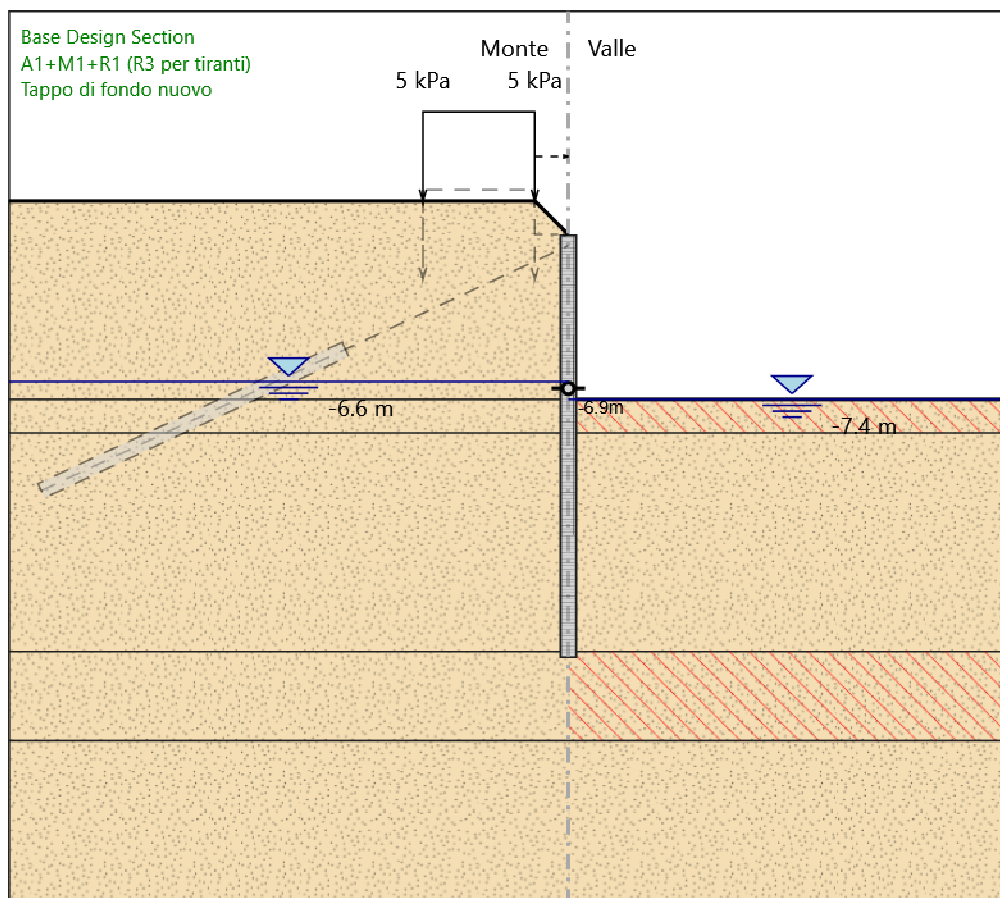 Base Design Section
A1+M1+R1 (R3 per tiranti)
Tappo di fondo nuovo
Monte Valle
5 kPa 5 kPa
-6.6 m
-6.9m
-7.4 m